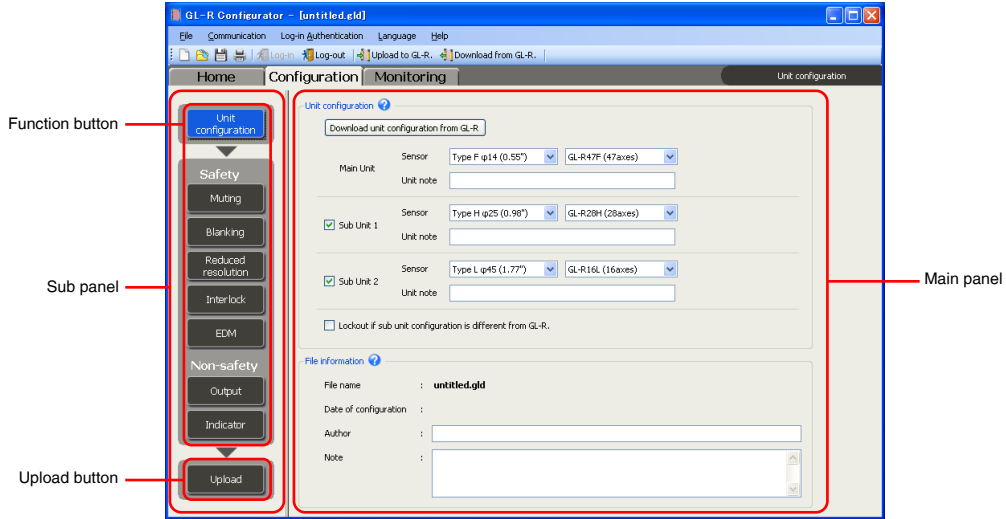 GL-R Configurator - [untitled.gld]
File Communication Log-in Authentication Language Help
Log-in Log-out Upload to GL-R. Download from GL-R.
Home Configuration Monitoring Unit configuration
Function button
Sub panel
Upload button
Main panel
Unit
configuration
Safety
Muting
Blanking
Reduced
resolution
Interlock
EDM
Non-safety
Output
Indicator
Upload
Unit configuration ?
Download unit configuration from GL-R
Main Unit Sensor Type F φ14 (0.55") GL-R47F (47axes)
Unit note
Sub Unit 1 Sensor Type H φ25 (0.98") GL-R28H (28axes)
Unit note
Sub Unit 2 Sensor Type L φ45 (1.77") GL-R16L (16axes)
Unit note
Lockout if sub unit configuration is different from GL-R.
File information ?
File name : untitled.gld
Date of configuration :
Author :
Note :